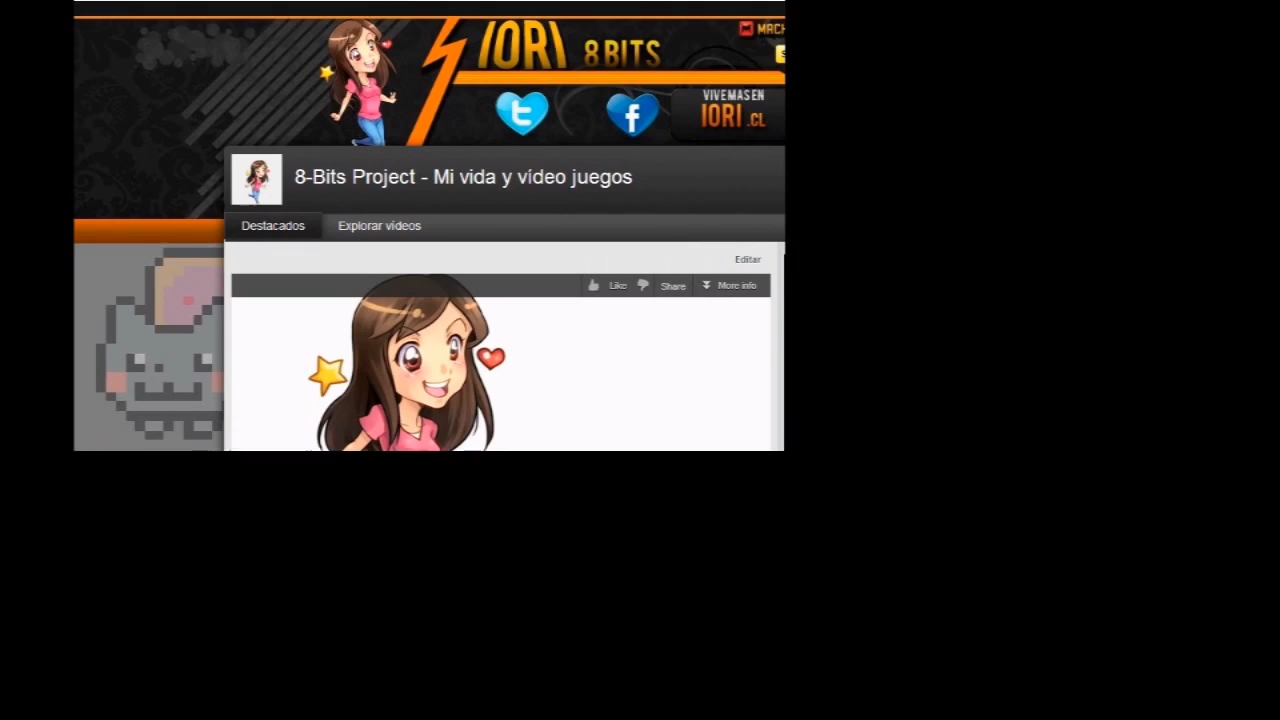 IORI 8 BITS
MACH
VIVEMASEN
IORI .CL
8-Bits Project - Mi vida y vídeo juegos
Destacados Explorar vídeos
Editar
Like Share More info